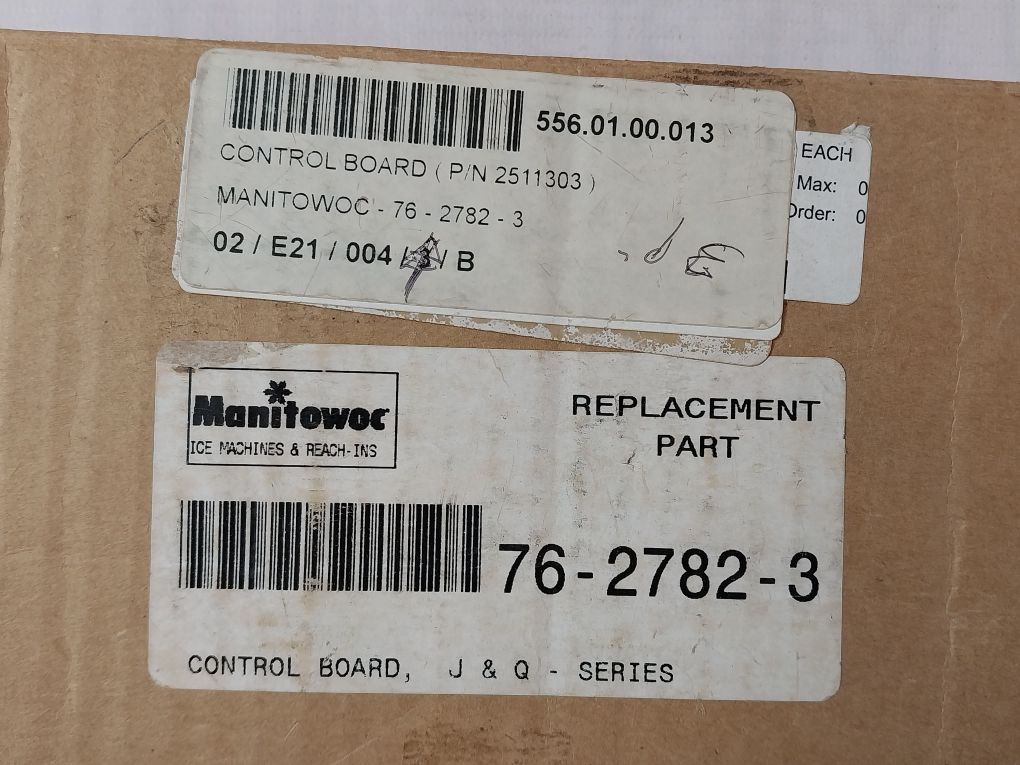 556.01.00.013
CONTROL BOARD ( P/N 2511303 )
MANITOWOC - 76 - 2782 - 3
02 / E21 / 004 / / B
EACH
Max: 0
Order: 0
Manitowoc
ICE MACHINES & REACH-INS
REPLACEMENT
PART
76-2782-3
CONTROL BOARD, J & Q - SERIES